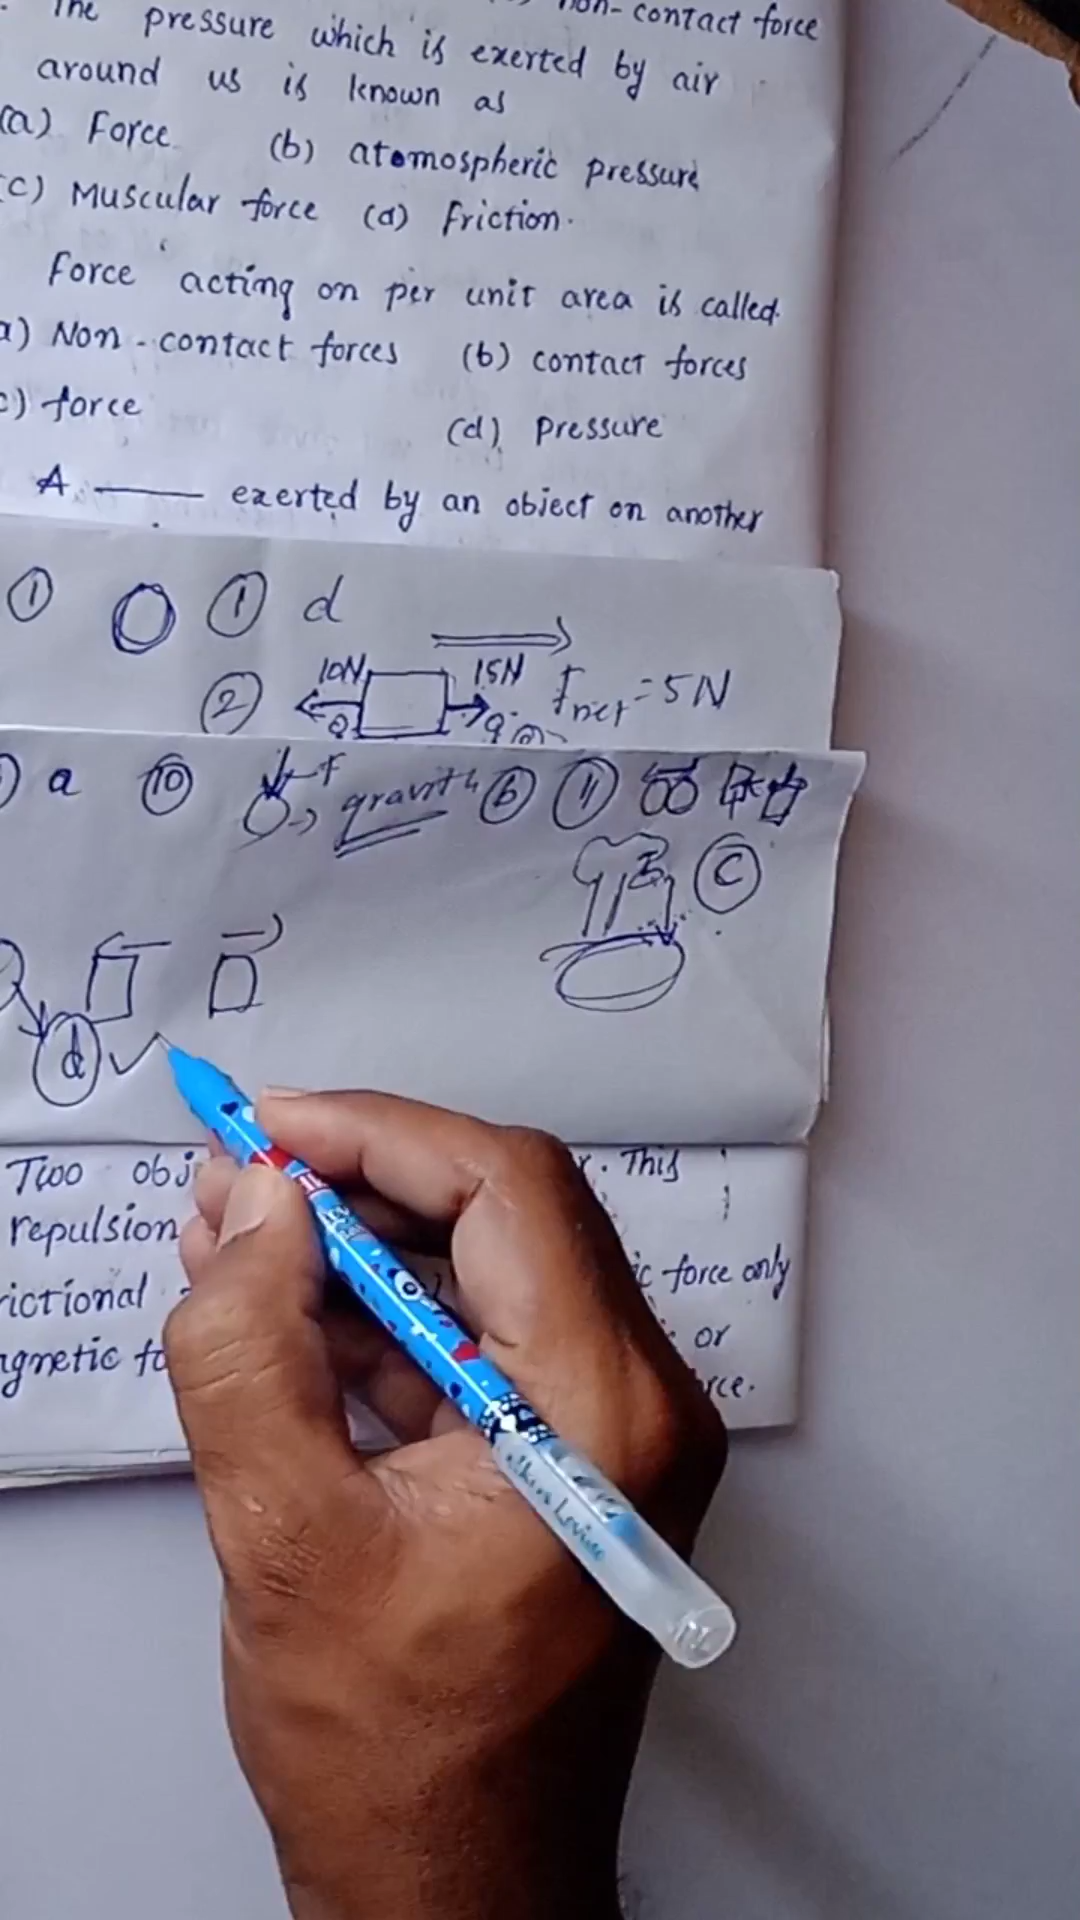 The pressure which is exerted by air
non-contact force
around us is known as
(a) Force (b) atomospheric pressure
(c) Muscular force (d) Friction.
Force acting on per unit area is called.
a) Non-contact forces (b) contact forces
c) force (d) Pressure
A —— exerted by an object on another
① ① d
② 10N 15N Fnet = 5N
a ⑩ F gravity ⓑ ⑪
ⓒ
ⓓ
Two obj This
repulsion
rictional ic force only
agnetic fo or
rce.